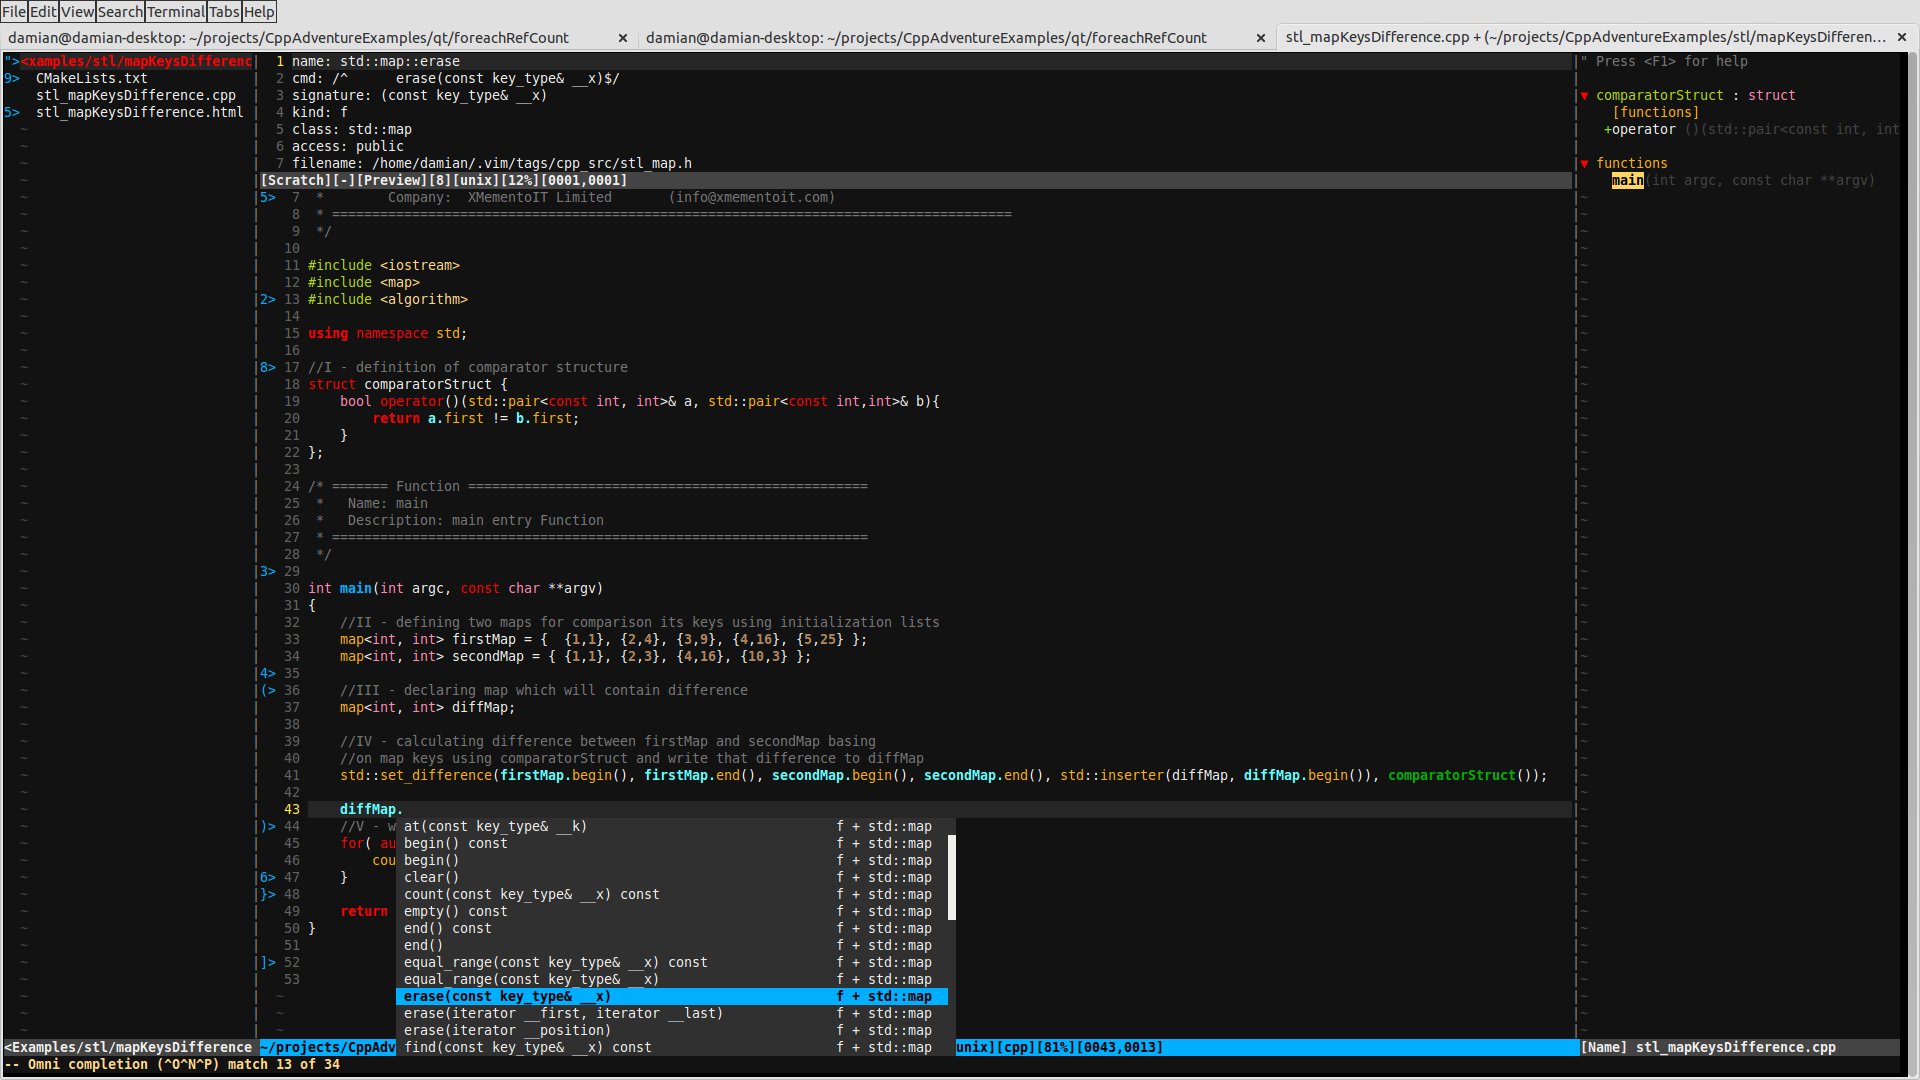 File Edit View Search Terminal Tabs Help
damian@damian-desktop: ~/projects/CppAdventureExamples/qt/foreachRefCount × damian@damian-desktop: ~/projects/CppAdventureExamples/qt/foreachRefCount × stl_mapKeysDifference.cpp + (~/projects/CppAdventureExamples/stl/mapKeysDifferen... ×
"><xamples/stl/mapKeysDifferenc
9> CMakeLists.txt
stl_mapKeysDifference.cpp
5> stl_mapKeysDifference.html
1 name: std::map::erase
2 cmd: /^      erase(const key_type& __x)$/
3 signature: (const key_type& __x)
4 kind: f
5 class: std::map
6 access: public
7 filename: /home/damian/.vim/tags/cpp_src/stl_map.h
[Scratch][-][Preview][8][unix][12%][0001,0001]
5> 7 *        Company:  XMementoIT Limited       (info@xmementoit.com)
8 * =====================================================================================
9 */
10
11 #include <iostream>
12 #include <map>
2> 13 #include <algorithm>
14
15 using namespace std;
16
8> 17 //I - definition of comparator structure
18 struct comparatorStruct {
19     bool operator()(std::pair<const int, int>& a, std::pair<const int,int>& b){
20         return a.first != b.first;
21     }
22 };
23
24 /* ======= Function ==================================================
25 *   Name: main
26 *   Description: main entry Function
27 * ===================================================================
28 */
3> 29
30 int main(int argc, const char **argv)
31 {
32     //II - defining two maps for comparison its keys using initialization lists
33     map<int, int> firstMap = {  {1,1}, {2,4}, {3,9}, {4,16}, {5,25} };
34     map<int, int> secondMap = { {1,1}, {2,3}, {4,16}, {10,3} };
4> 35
(> 36     //III - declaring map which will contain difference
37     map<int, int> diffMap;
38
39     //IV - calculating difference between firstMap and secondMap basing
40     //on map keys using comparatorStruct and write that difference to diffMap
41     std::set_difference(firstMap.begin(), firstMap.end(), secondMap.begin(), secondMap.end(), std::inserter(diffMap, diffMap.begin()), comparatorStruct());
42
43     diffMap.
)> 44     //V - w
45     for( au
46         cou
6> 47     }
}> 48
49     return
50 }
51
]> 52
53
at(const key_type& __k) f + std::map
begin() const f + std::map
begin() f + std::map
clear() f + std::map
count(const key_type& __x) const f + std::map
empty() const f + std::map
end() const f + std::map
end() f + std::map
equal_range(const key_type& __x) const f + std::map
equal_range(const key_type& __x) f + std::map
erase(const key_type& __x) f + std::map
erase(iterator __first, iterator __last) f + std::map
erase(iterator __position) f + std::map
find(const key_type& __x) const f + std::map
" Press <F1> for help
▼ comparatorStruct : struct
[functions]
+operator ()(std::pair<const int, int
▼ functions
main(int argc, const char **argv)
<Examples/stl/mapKeysDifference ~/projects/CppAdv unix][cpp][81%][0043,0013] [Name] stl_mapKeysDifference.cpp
-- Omni completion (^O^N^P) match 13 of 34